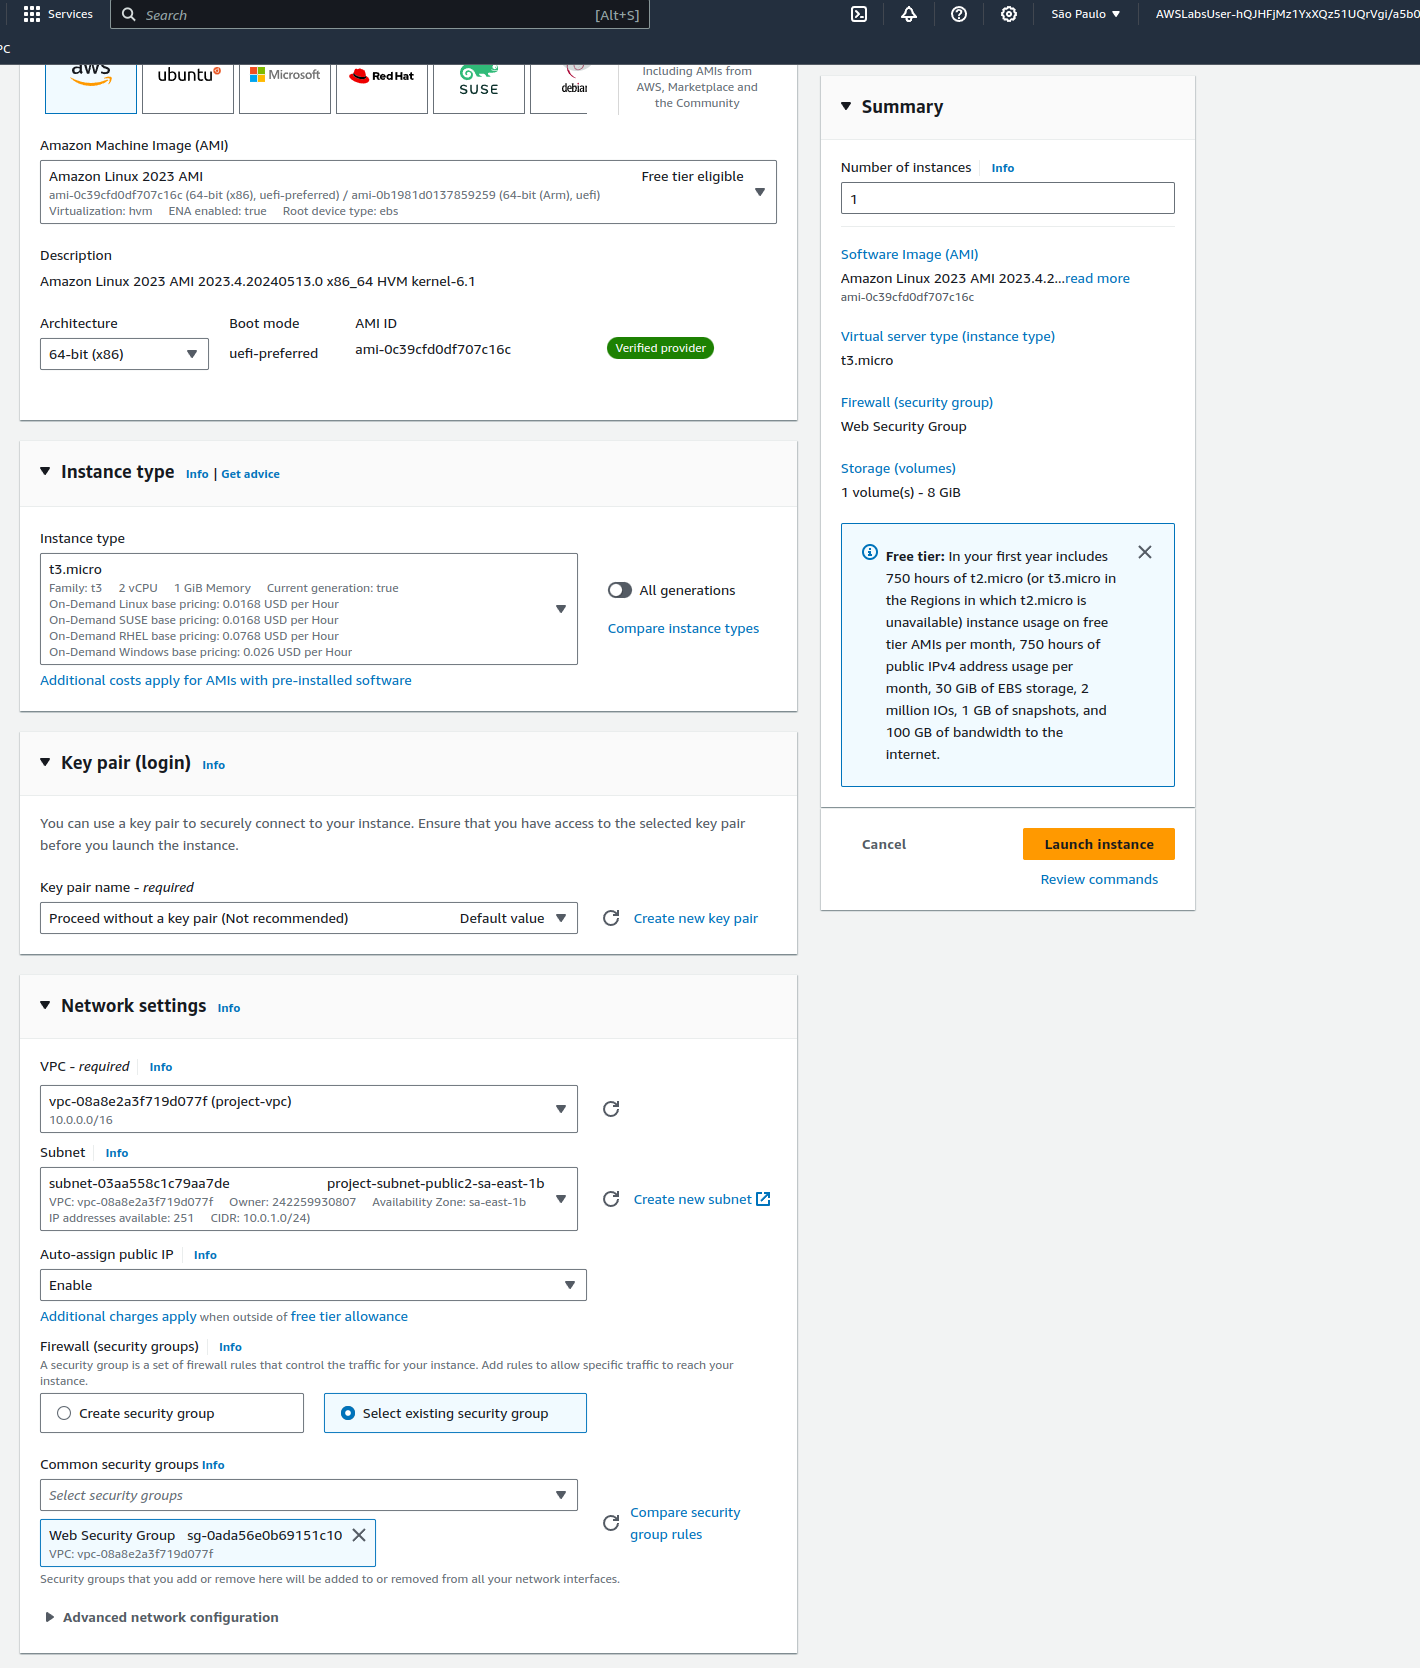 Services
Search
[Alt+S]
São Paulo
AWSLabsUser-hQJHFjMz1YxXQz51UQrVgi/a5b0
PC
aws
ubuntu
Microsoft
Red Hat
SUSE
debian
Including AMIs from
AWS, Marketplace and
the Community
Amazon Machine Image (AMI)
Amazon Linux 2023 AMI Free tier eligible
ami-0c39cfd0df707c16c (64-bit (x86), uefi-preferred) / ami-0b1981d0137859259 (64-bit (Arm), uefi)
Virtualization: hvm ENA enabled: true Root device type: ebs
Description
Amazon Linux 2023 AMI 2023.4.20240513.0 x86_64 HVM kernel-6.1
Architecture Boot mode AMI ID
64-bit (x86) uefi-preferred ami-0c39cfd0df707c16c Verified provider
Instance type Info | Get advice
Instance type
t3.micro
Family: t3 2 vCPU 1 GiB Memory Current generation: true
On-Demand Linux base pricing: 0.0168 USD per Hour
On-Demand SUSE base pricing: 0.0168 USD per Hour
On-Demand RHEL base pricing: 0.0768 USD per Hour
On-Demand Windows base pricing: 0.026 USD per Hour
All generations
Compare instance types
Additional costs apply for AMIs with pre-installed software
Key pair (login) Info
You can use a key pair to securely connect to your instance. Ensure that you have access to the selected key pair
before you launch the instance.
Key pair name - required
Proceed without a key pair (Not recommended) Default value
Create new key pair
Network settings Info
VPC - required Info
vpc-08a8e2a3f719d077f (project-vpc)
10.0.0.0/16
Subnet Info
subnet-03aa558c1c79aa7de project-subnet-public2-sa-east-1b
VPC: vpc-08a8e2a3f719d077f Owner: 242259930807 Availability Zone: sa-east-1b
IP addresses available: 251 CIDR: 10.0.1.0/24)
Create new subnet
Auto-assign public IP Info
Enable
Additional charges apply when outside of free tier allowance
Firewall (security groups) Info
A security group is a set of firewall rules that control the traffic for your instance. Add rules to allow specific traffic to reach your
instance.
Create security group
Select existing security group
Common security groups Info
Select security groups
Web Security Group sg-0ada56e0b69151c10
VPC: vpc-08a8e2a3f719d077f
Compare security
group rules
Security groups that you add or remove here will be added to or removed from all your network interfaces.
Advanced network configuration
Summary
Number of instances Info
1
Software Image (AMI)
Amazon Linux 2023 AMI 2023.4.2...read more
ami-0c39cfd0df707c16c
Virtual server type (instance type)
t3.micro
Firewall (security group)
Web Security Group
Storage (volumes)
1 volume(s) - 8 GiB
Free tier: In your first year includes
750 hours of t2.micro (or t3.micro in
the Regions in which t2.micro is
unavailable) instance usage on free
tier AMIs per month, 750 hours of
public IPv4 address usage per
month, 30 GiB of EBS storage, 2
million IOs, 1 GB of snapshots, and
100 GB of bandwidth to the
internet.
Cancel
Launch instance
Review commands